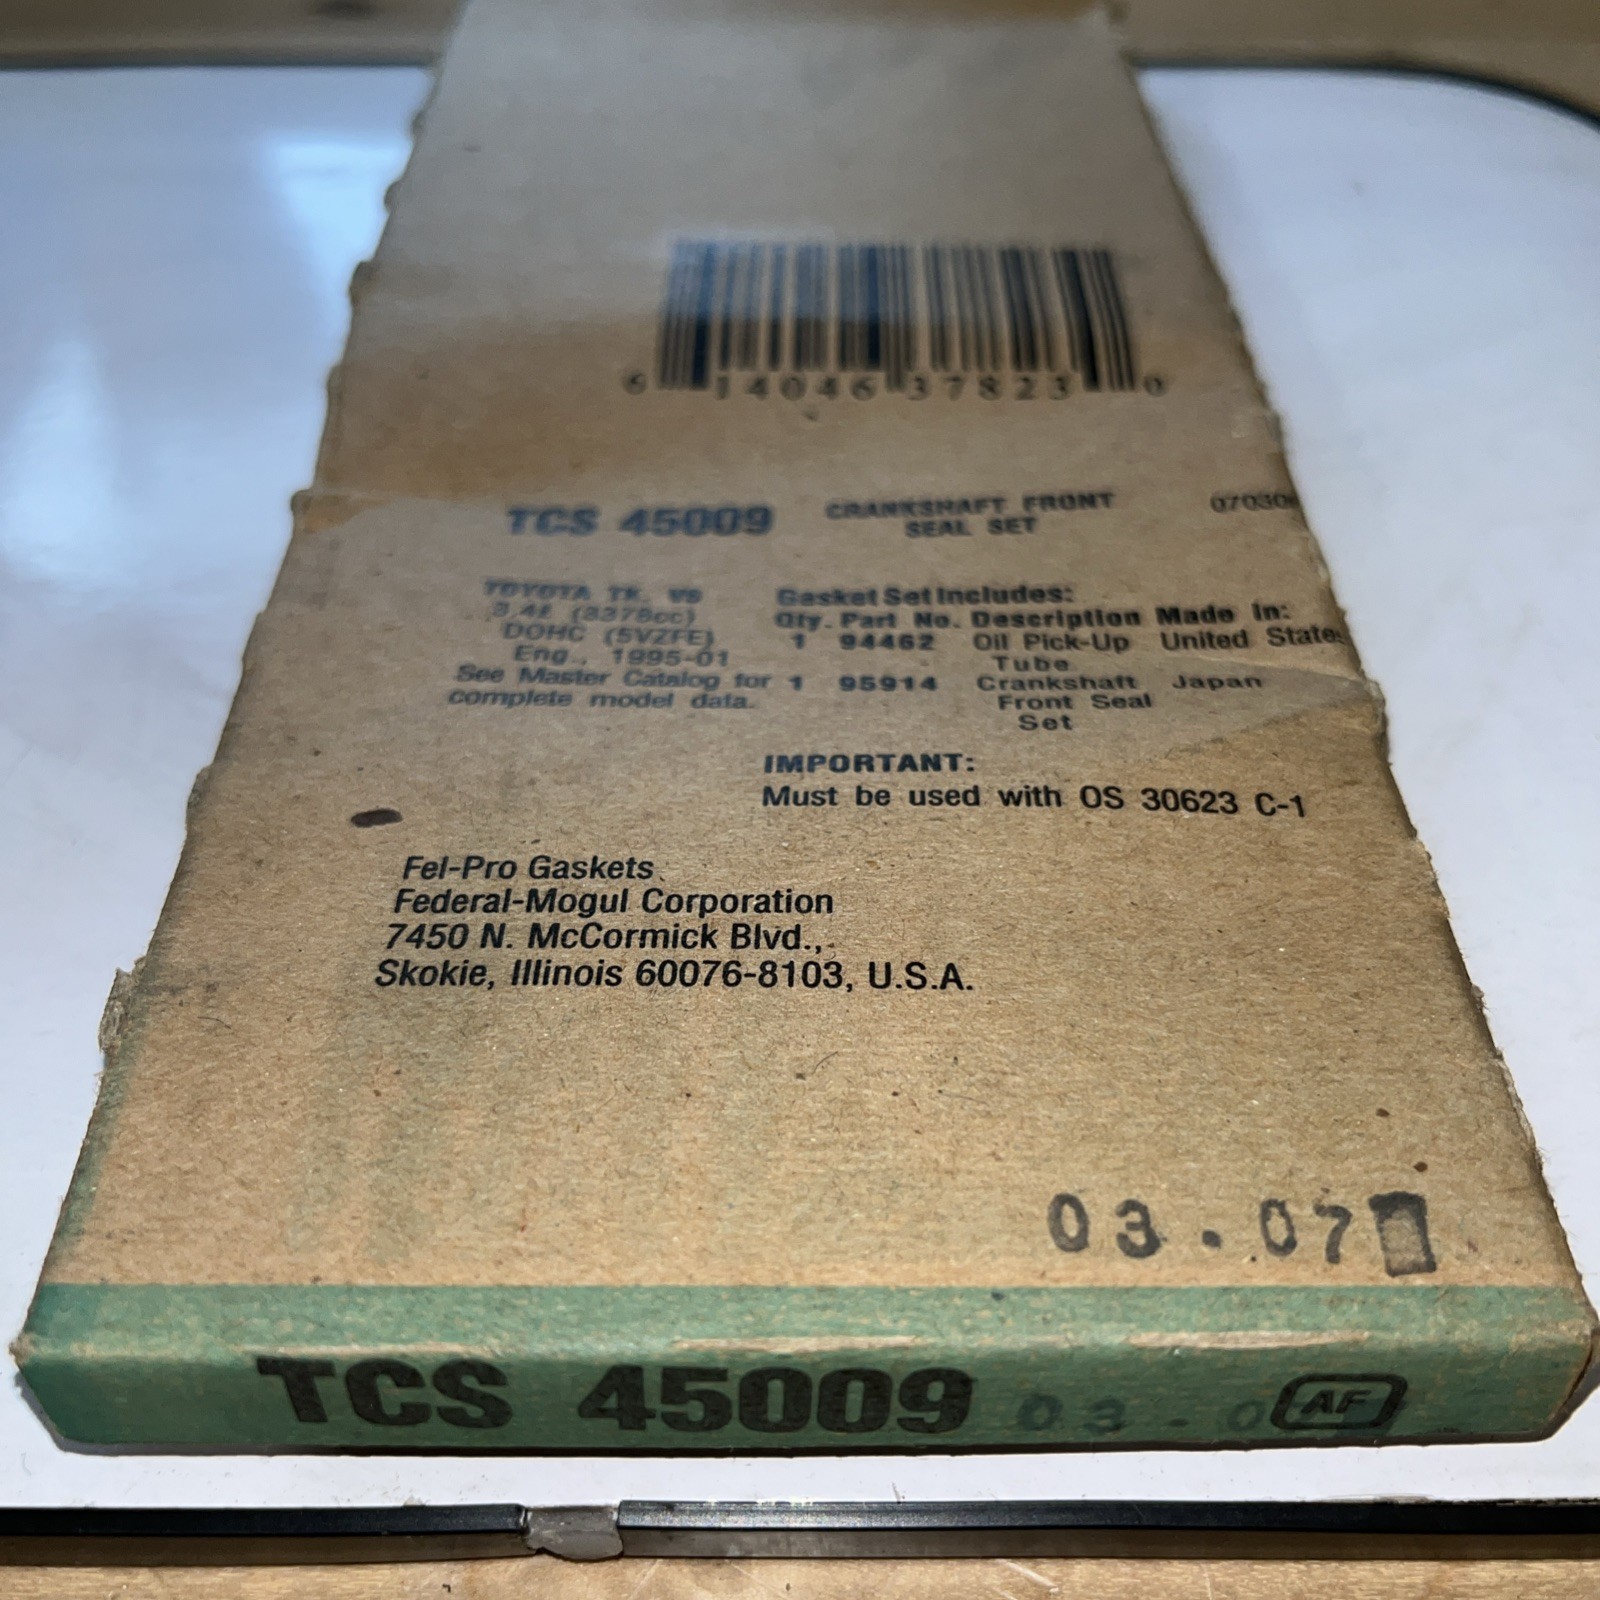 6 14046 37823 0
TCS 45009 CRANKSHAFT FRONT
SEAL SET
TOYOTA TK. V6
3.4ℓ (3378cc)
DOHC (5VZFE)
Eng., 1995-01
See Master Catalog for
complete model data.
Gasket Set Includes:
Qty. Part No. Description Made In:
1 94462 Oil Pick-Up United States
Tube
1 95914 Crankshaft Japan
Front Seal
Set
IMPORTANT:
Must be used with OS 30623 C-1
Fel-Pro Gaskets
Federal-Mogul Corporation
7450 N. McCormick Blvd.,
Skokie, Illinois 60076-8103, U.S.A.
03.07
TCS 45009 03.0 AF